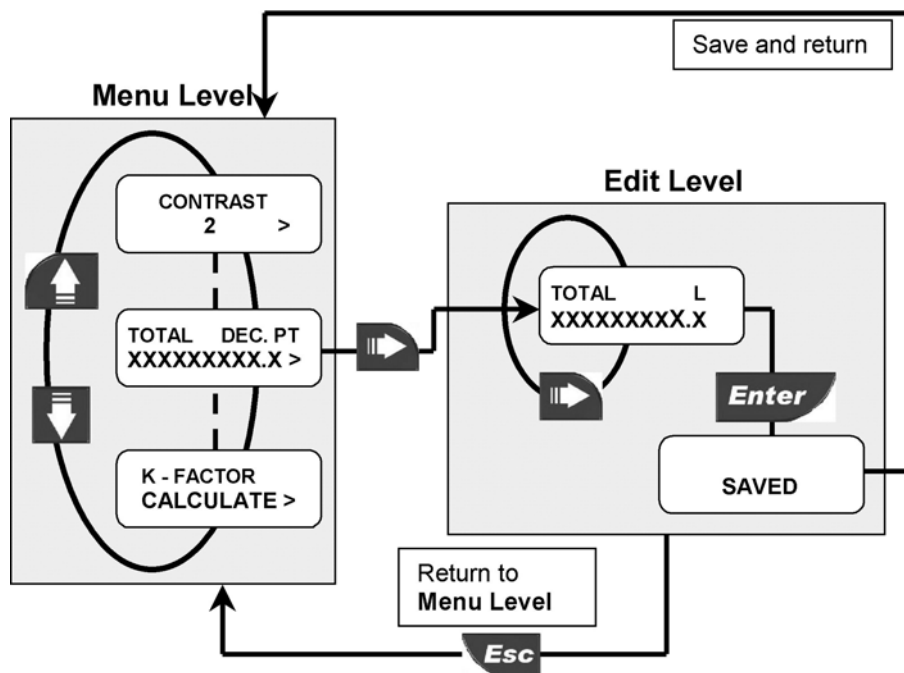 Save and return
Menu Level
CONTRAST
2 >
TOTAL DEC. PT
XXXXXXXXX.X >
K - FACTOR
CALCULATE >
Edit Level
TOTAL L
XXXXXXXXX.X
Enter
SAVED
Return to
Menu Level
Esc